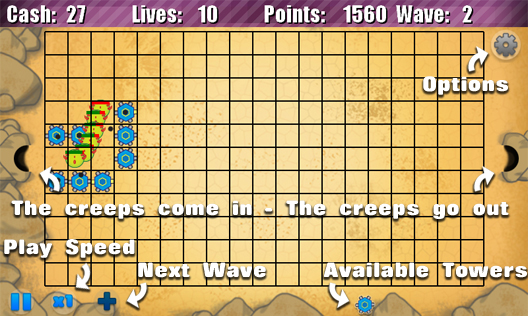 Cash: 27 Lives: 10 Points: 1560 Wave: 2
Options
The creeps come in - The creeps go out
Play Speed
Next Wave Available Towers
x1